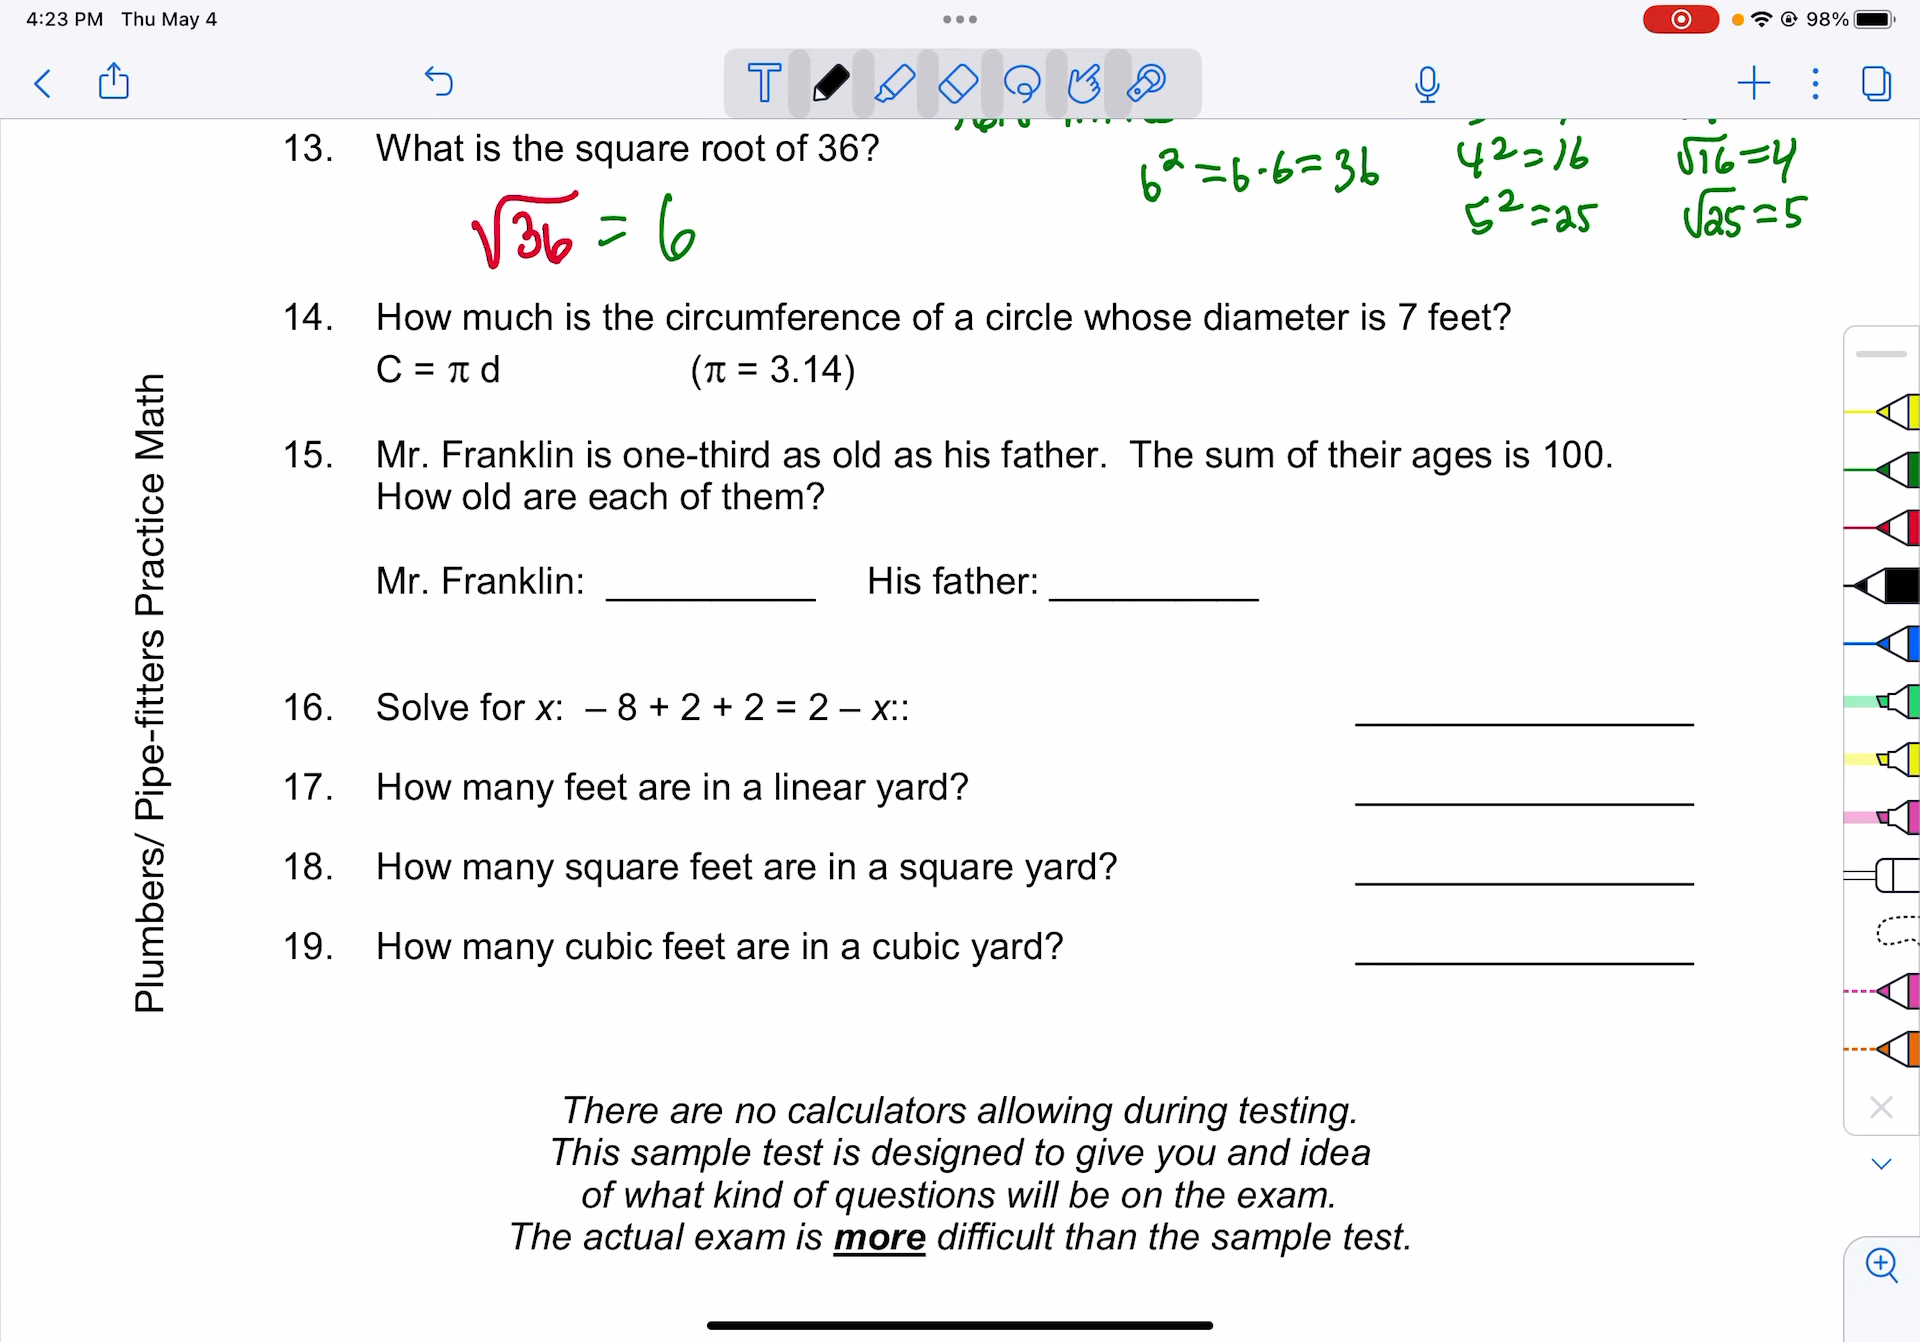 4:23 PM Thu May 4
98%
13. What is the square root of 36?
6² = 6·6 = 36
4² = 16
√16 = 4
5² = 25
√25 = 5
√36 = 6
14. How much is the circumference of a circle whose diameter is 7 feet?
C = π d (π = 3.14)
15. Mr. Franklin is one-third as old as his father. The sum of their ages is 100.
How old are each of them?
Mr. Franklin: __________ His father: __________
16. Solve for x: – 8 + 2 + 2 = 2 – x::
17. How many feet are in a linear yard?
18. How many square feet are in a square yard?
19. How many cubic feet are in a cubic yard?
Plumbers/ Pipe-fitters Practice Math
There are no calculators allowing during testing.
This sample test is designed to give you and idea
of what kind of questions will be on the exam.
The actual exam is more difficult than the sample test.